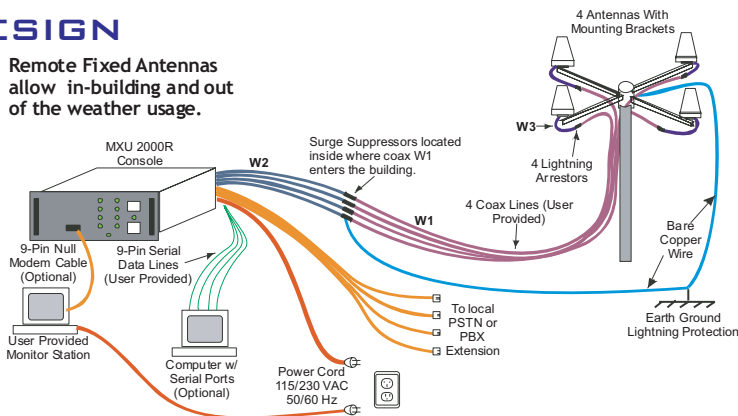 ESIGN
Remote Fixed Antennas
allow in-building and out
of the weather usage.
4 Antennas With
Mounting Brackets
MXU 2000R
Console
W2
Surge Suppressors located
inside where coax W1
enters the building.
W3
4 Lightning
Arrestors
W1
4 Coax Lines (User
Provided)
Bare
Copper
Wire
9-Pin Null
Modem Cable
(Optional)
9-Pin Serial
Data Lines
(User Provided)
To local
PSTN or
PBX
Extension
Earth Ground
Lightning Protection
User Provided
Monitor Station
Computer w/
Serial Ports
(Optional)
Power Cord
115/230 VAC
50/60 Hz